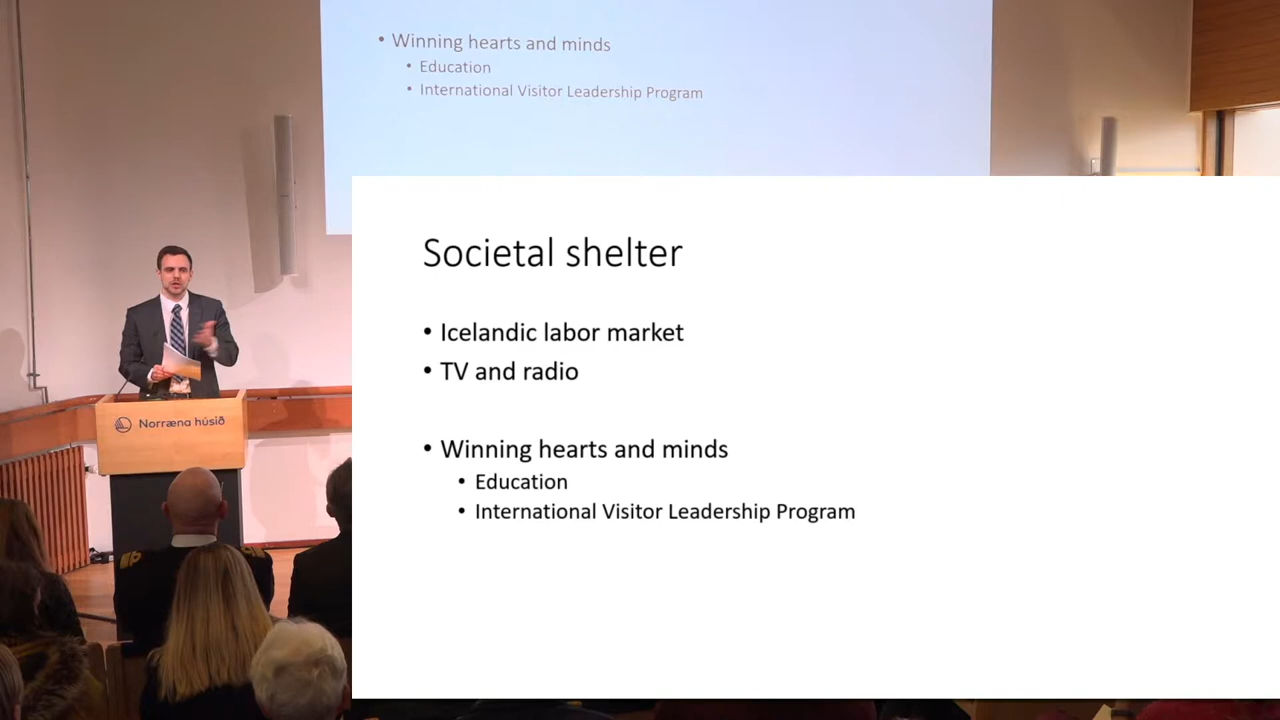 • Winning hearts and minds
• Education
• International Visitor Leadership Program
Societal shelter
• Icelandic labor market
• TV and radio
• Winning hearts and minds
• Education
• International Visitor Leadership Program
Norræna húsið